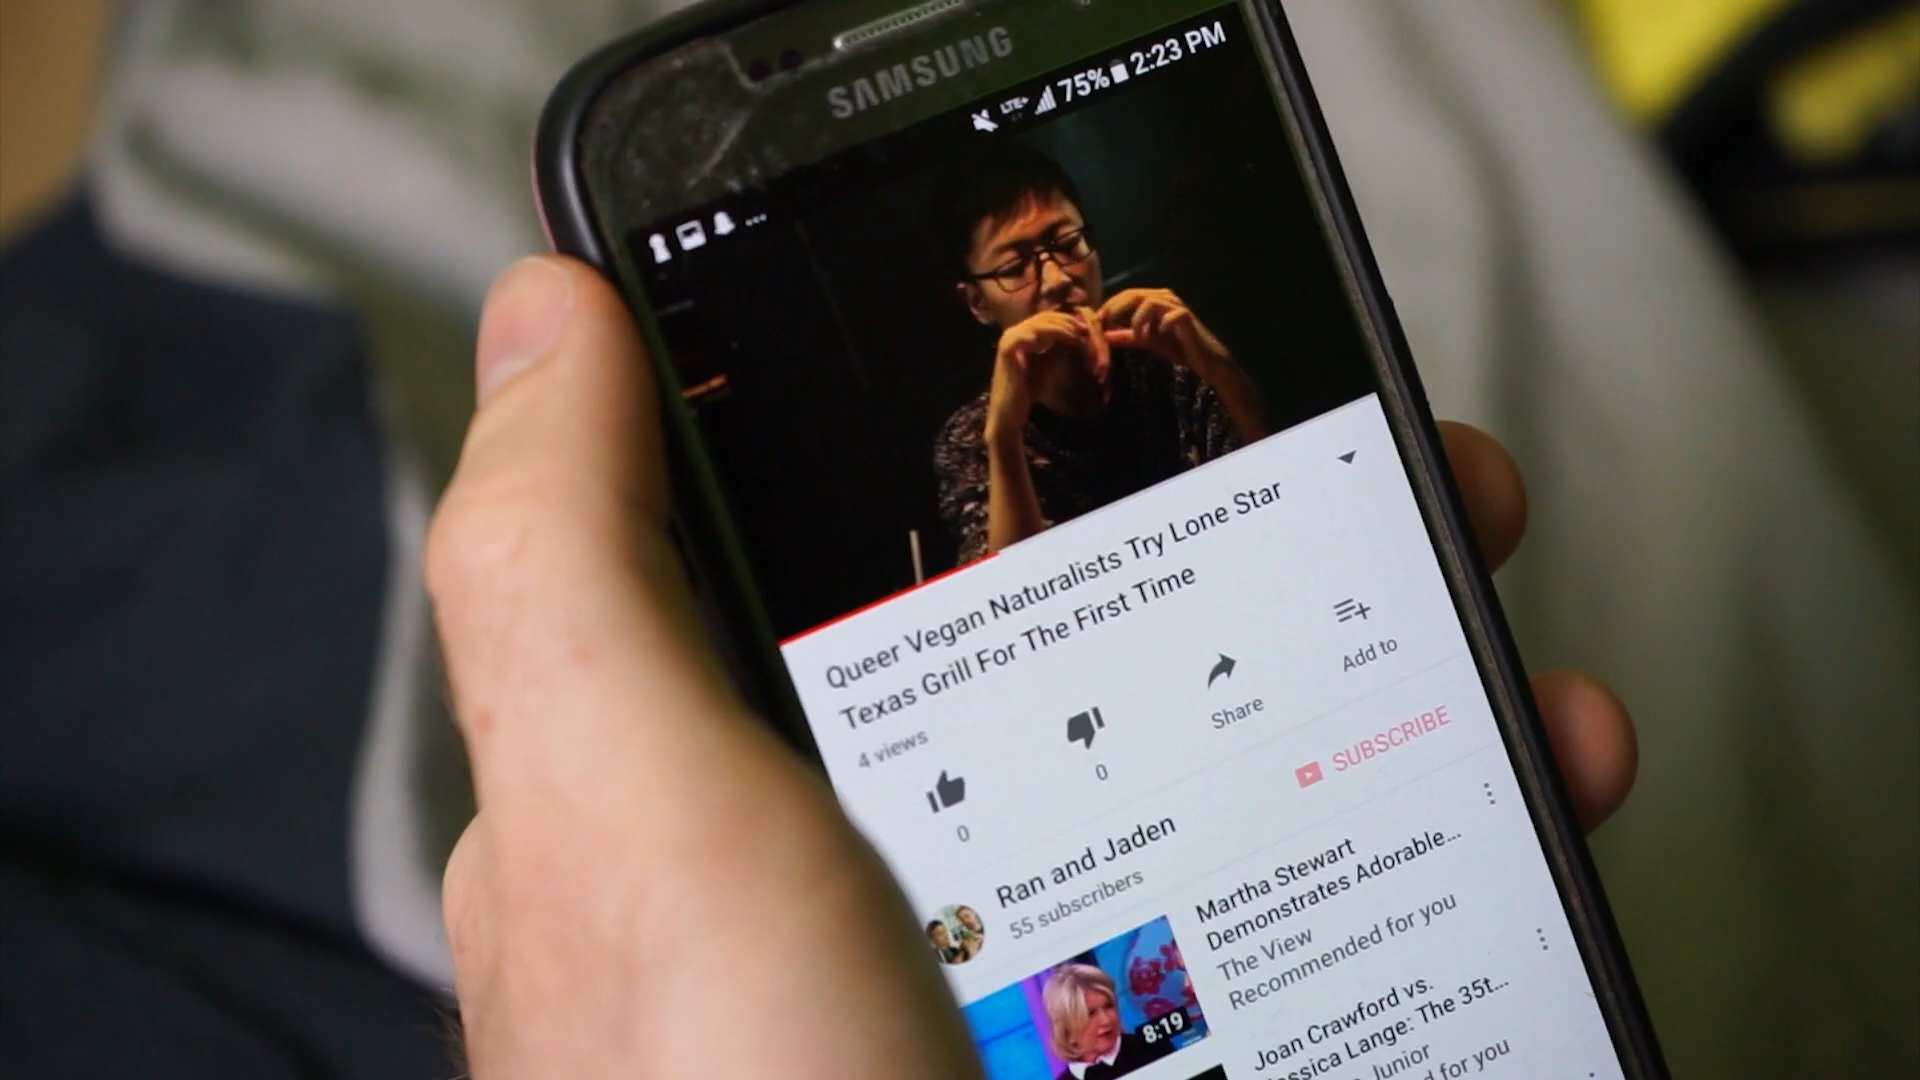 SAMSUNG
LTE+ 75% 2:23 PM
Queer Vegan Naturalists Try Lone Star
Texas Grill For The First Time
4 views
0
0
Share
Add to
Ran and Jaden
55 subscribers
SUBSCRIBE
8:19
Martha Stewart
Demonstrates Adorable...
The View
Recommended for you
Joan Crawford vs.
Lange: The 35t...
Junior
for you